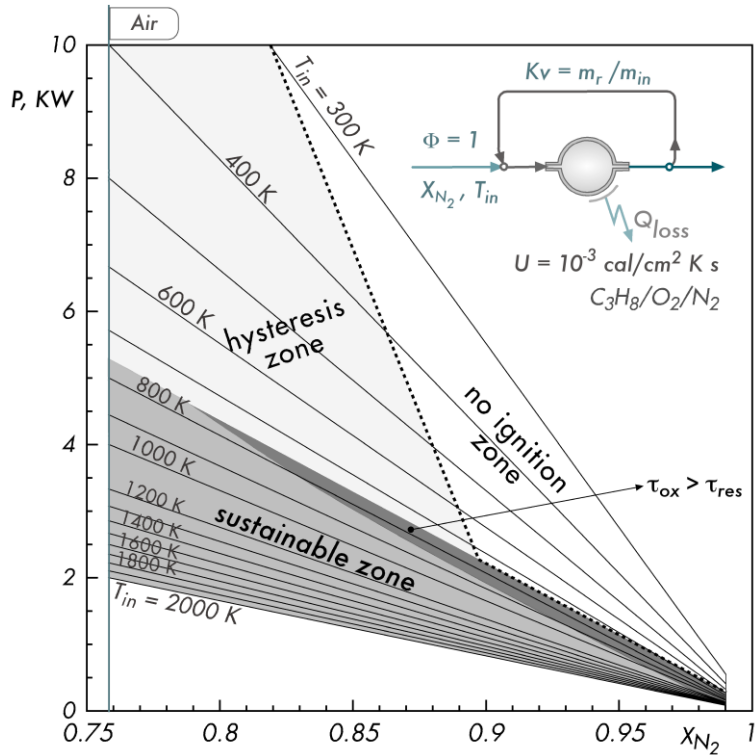 Air
10
P, KW
8
6
4
2
0
0.75
0.8
0.85
0.9
0.95
X_N₂
1
T_in = 300 K
400 K
600 K
800 K
1000 K
1200 K
1400 K
1600 K
1800 K
T_in = 2000 K
hysteresis
zone
no ignition
zone
sustainable zone
τ_ox > τ_res
Kv = m_r /m_in
Φ = 1
X_N₂ , T_in
Q_loss
U = 10⁻³ cal/cm² K s
C₃H₈/O₂/N₂